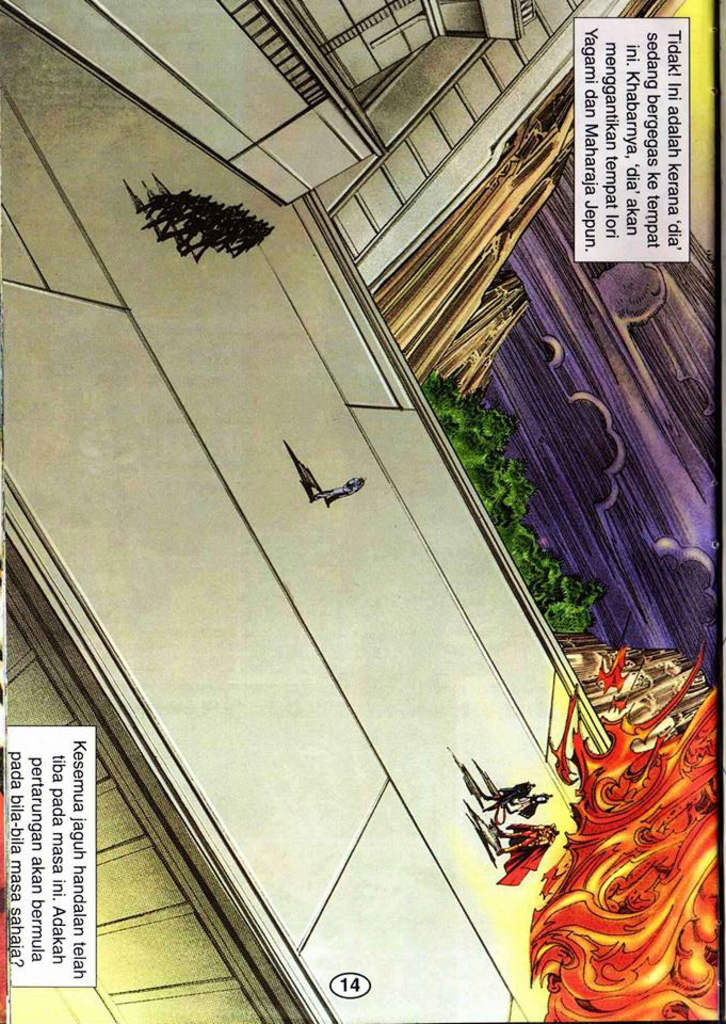 Tidak! Ini adalah kerana 'dia'
sedang bergegas ke tempat
ini. Khabarnya, 'dia' akan
menggantikan tempat Iori
Yagami dan Maharaja Jepun.
Kesemua jaguh handalan telah
tiba pada masa ini. Adakah
pertarungan akan bermula
pada bila-bila masa sahaja?
14